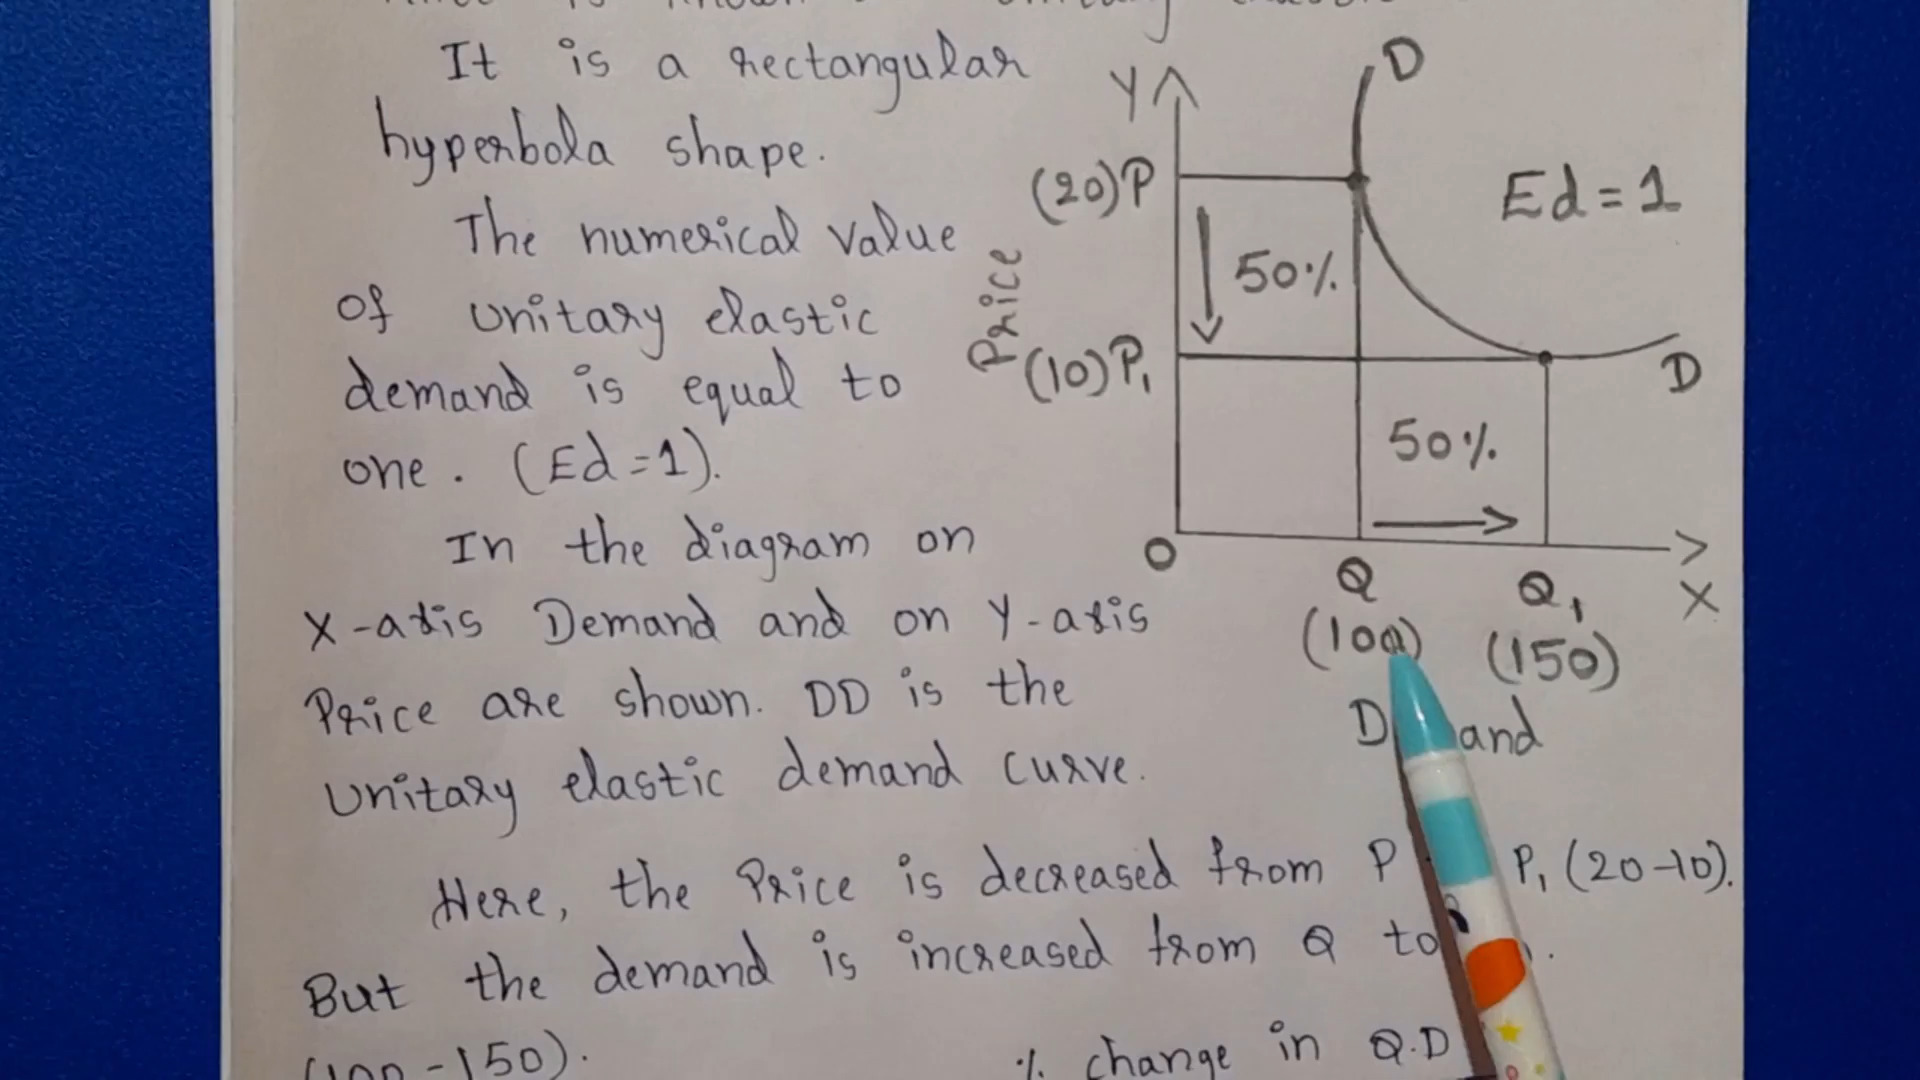 It is a rectangular
hyperbola shape.
The numerical value
of unitary elastic
demand is equal to
one. (Ed=1).
In the diagram on
X-axis Demand and on Y-axis
Price are shown. DD is the
unitary elastic demand curve.
Here, the Price is decreased from P P₁ (20-10).
But the demand is increased from Q to
(100-150).
% change in Q.D
Y
D
(20)P
Ed=1
50%
Price
(10)P₁
D
50%
O
Q
Q₁
X
(100)
(150)